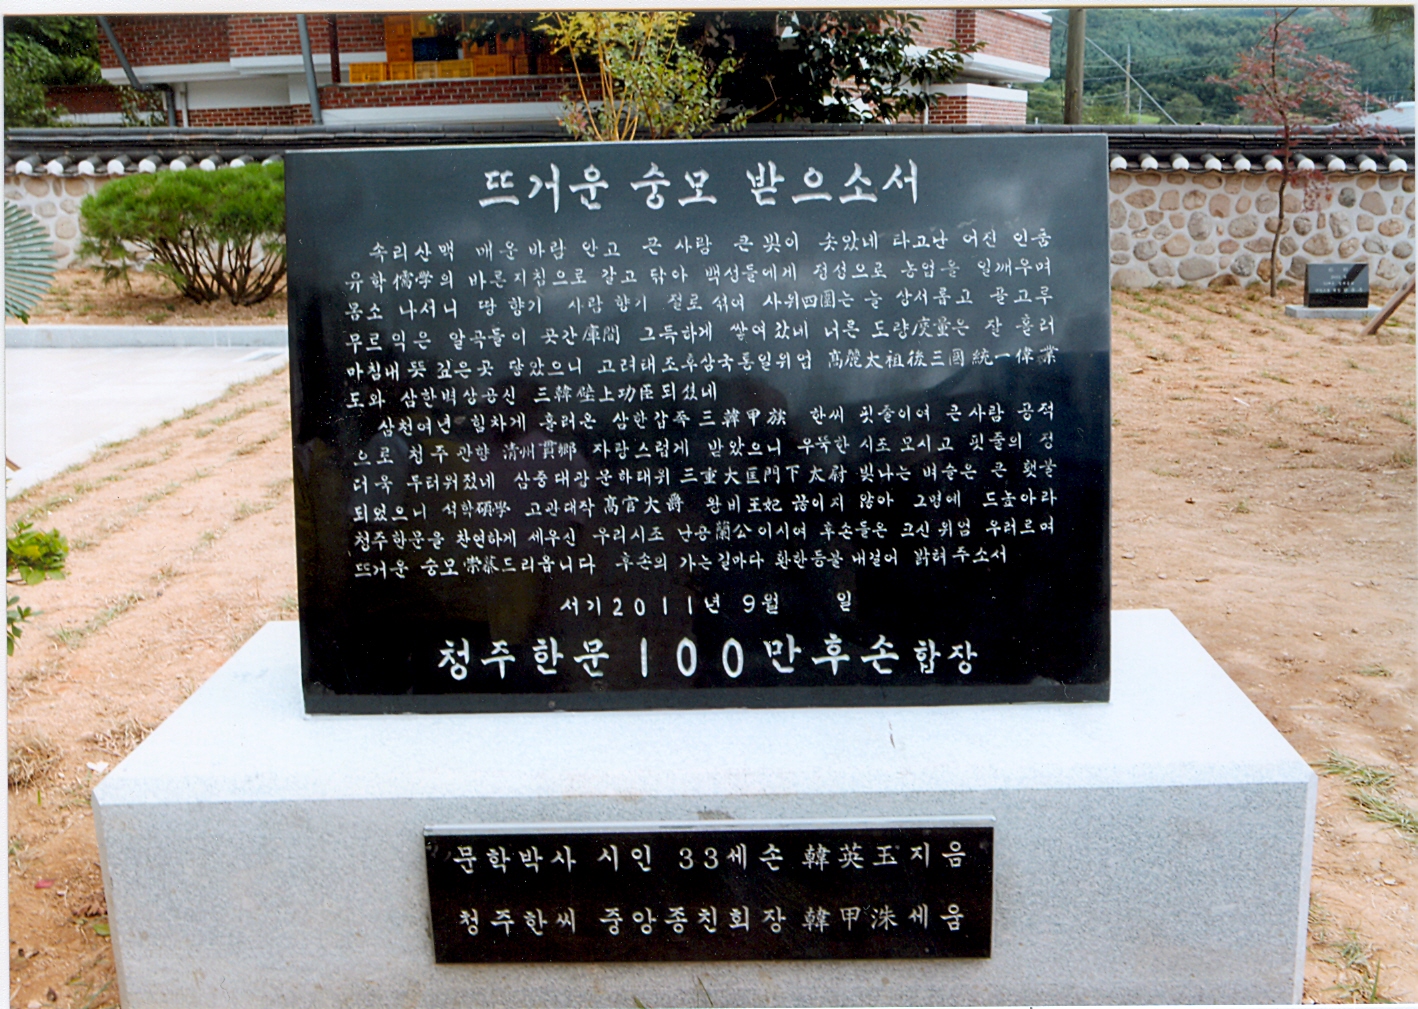 뜨거운 숭모 받으소서
속리산맥 매운바람 안고 큰 사람 큰 빛이 솟았네 타고난 어진 인품
유학儒學의 바른지침으로 갈고 닦아 백성들에게 정성으로 농업을 일깨우며
몸소 나서니 땅 향기 사람 향기 절로 섞여 사위四圍는 늘 상서롭고 골고루
무르익은 알곡들이 곳간庫間 그득하게 쌓여갔네 너른 도량度量은 잘 흘러
마침내 뜻 깊은곳 닿았으니 고려태조후삼국통일위업 高麗太祖後三國統一偉業
도와 삼한벽상공신 三韓壁上功臣되셨네
삼천여년 힘차게 흘러온 삼한갑족 三韓甲族 한씨 핏줄이여 큰사람 공적
으로 청주관향 清州貫鄕 자랑스럽게 받았으니 우뚝한 시조 모시고 핏줄의 정
더욱 두터워졌네 삼중대광문하태위 三重大匡門下太尉 빛나는 벼슬은 큰 횃불
되었으니 석학碩學 고관대작 高官大爵 왕비王妃 끊이지 않아 그명예 드높아라
청주한문을 찬연하게 세우신 우리시조 난공蘭公이시여 후손들은 크신위엄 우러르며
뜨거운 숭모崇慕드리옵니다 후손의 가는길마다 환한등불 내걸어 밝혀주소서
서기2011년 9월 일
청주한문 100만후손합장
문학박사 시인 33세손 韓英玉지음
청주한씨 중앙종친회장 韓甲洙세움